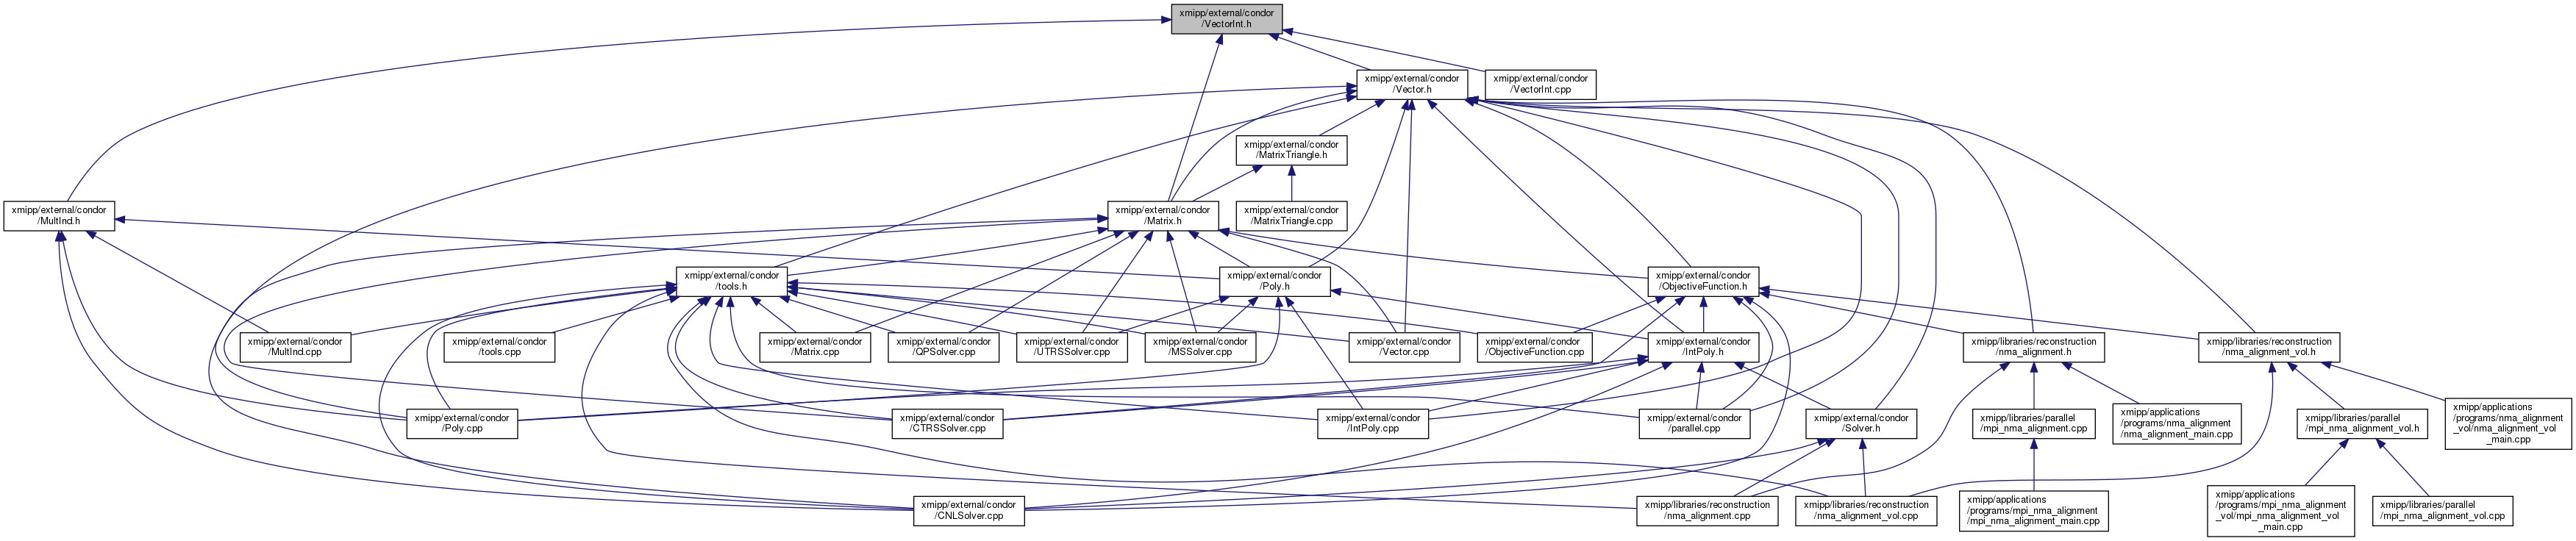 xmipp/external/condor
/VectorInt.h
xmipp/external/condor
/Vector.h
xmipp/external/condor
/VectorInt.cpp
xmipp/external/condor
/MatrixTriangle.h
xmipp/external/condor
/MultInd.h
xmipp/external/condor
/Matrix.h
xmipp/external/condor
/MatrixTriangle.cpp
xmipp/external/condor
/tools.h
xmipp/external/condor
/Poly.h
xmipp/external/condor
/ObjectiveFunction.h
xmipp/external/condor
/MultInd.cpp
xmipp/external/condor
/tools.cpp
xmipp/external/condor
/Matrix.cpp
xmipp/external/condor
/QPSolver.cpp
xmipp/external/condor
/UTRSSolver.cpp
xmipp/external/condor
/MSSolver.cpp
xmipp/external/condor
/Vector.cpp
xmipp/external/condor
/ObjectiveFunction.cpp
xmipp/external/condor
/IntPoly.h
xmipp/libraries/reconstruction
/nma_alignment.h
xmipp/libraries/reconstruction
/nma_alignment_vol.h
xmipp/external/condor
/Poly.cpp
xmipp/external/condor
/CTRSSolver.cpp
xmipp/external/condor
/IntPoly.cpp
xmipp/external/condor
/parallel.cpp
xmipp/external/condor
/Solver.h
xmipp/libraries/parallel
/mpi_nma_alignment.cpp
xmipp/applications
/programs/nma_alignment
/nma_alignment_main.cpp
xmipp/libraries/parallel
/mpi_nma_alignment_vol.h
xmipp/applications
/programs/nma_alignment
_vol/nma_alignment_vol
_main.cpp
xmipp/external/condor
/CNLSolver.cpp
xmipp/libraries/reconstruction
/nma_alignment.cpp
xmipp/libraries/reconstruction
/nma_alignment_vol.cpp
xmipp/applications
/programs/mpi_nma_alignment
/mpi_nma_alignment_main.cpp
xmipp/applications
/programs/mpi_nma_alignment
_vol/mpi_nma_alignment_vol
_main.cpp
xmipp/libraries/parallel
/mpi_nma_alignment_vol.cpp